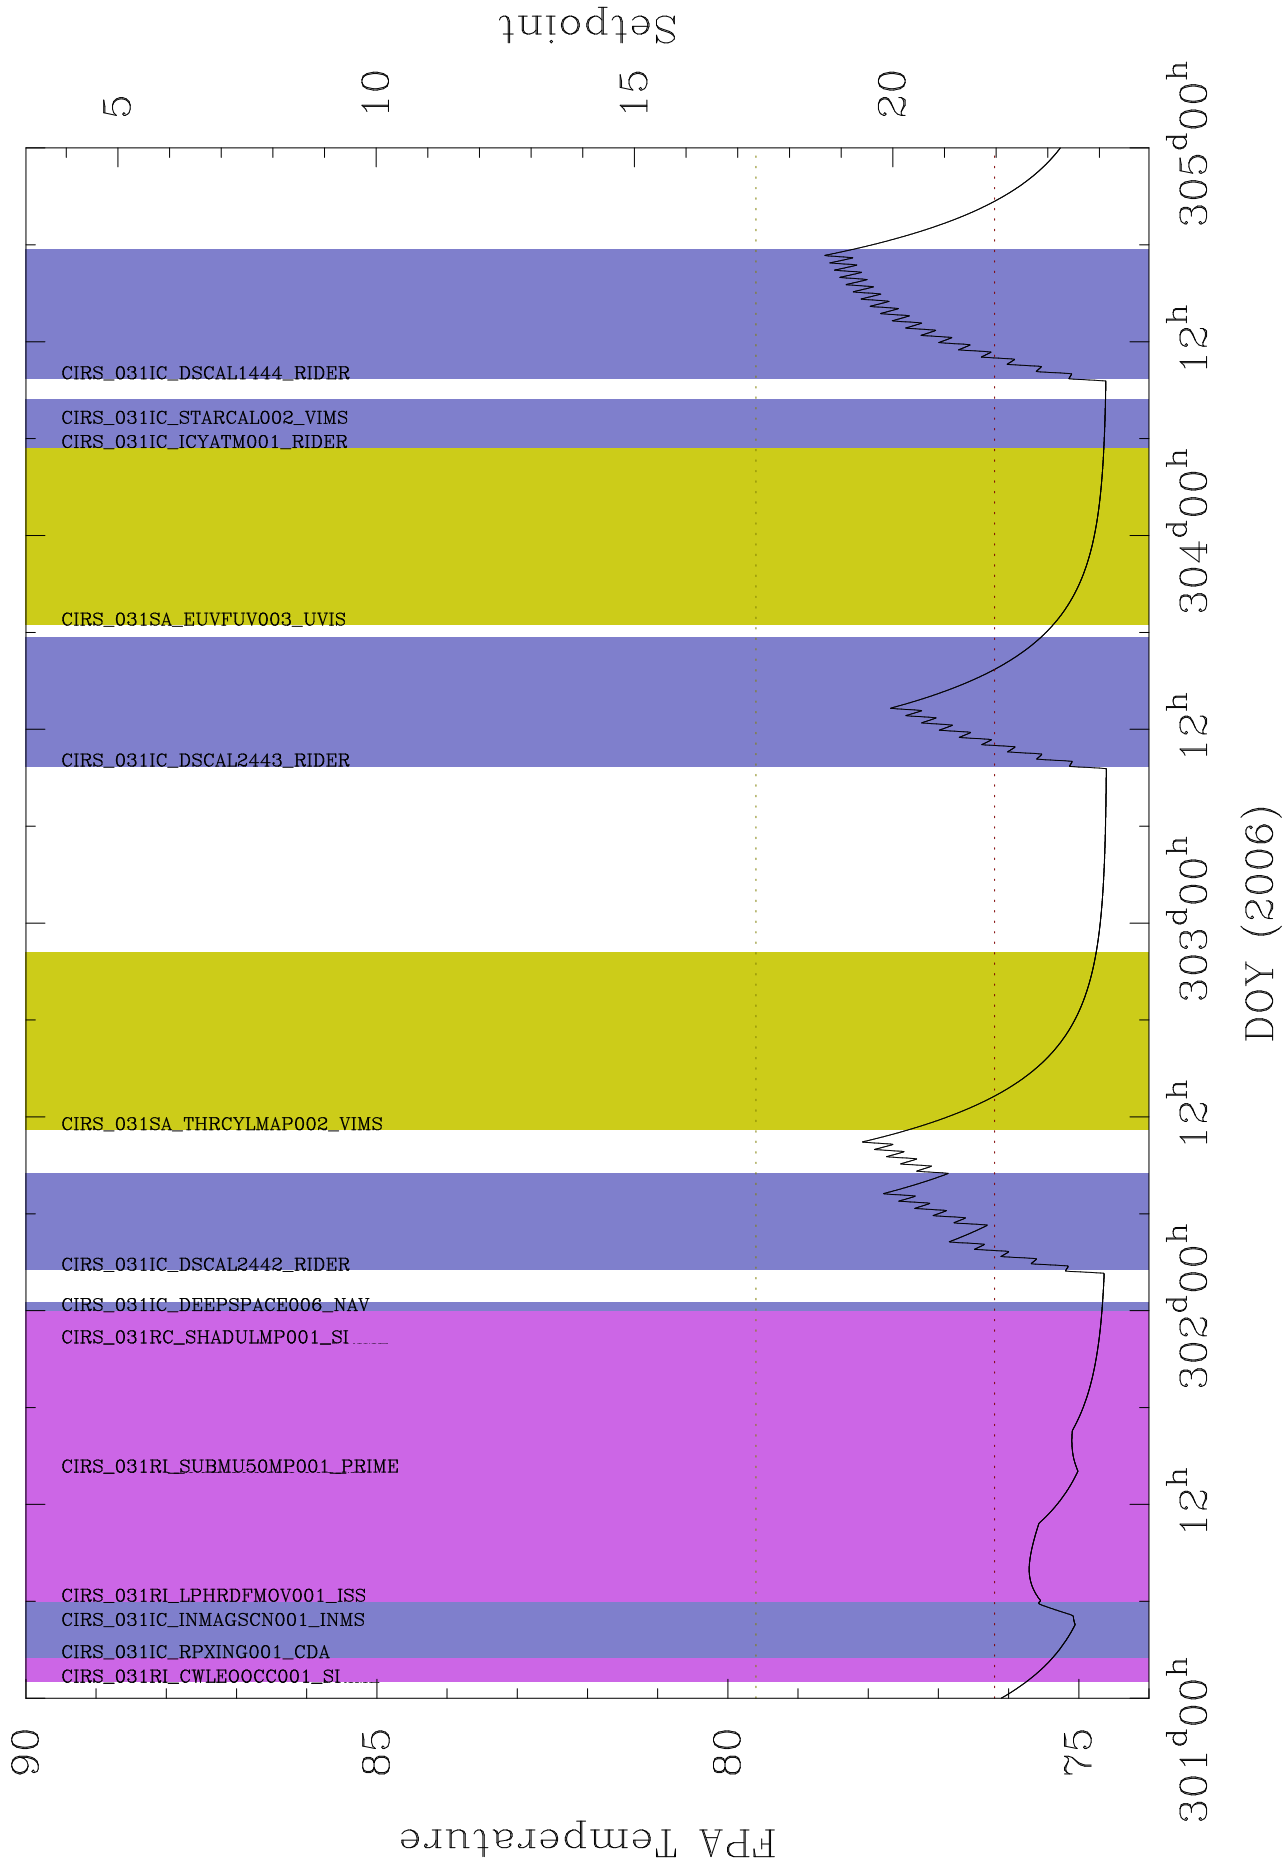 FPA Temperature
90
85
80
75
Setpoint
5
10
15
20
CIRS_031RI_CWLEOOCC001_SI
CIRS_031IC_RPXING001_CDA
CIRS_031IC_INMAGSCN001_INMS
CIRS_031RI_LPHRDFMOV001_ISS
CIRS_031RI_SUBMU50MP001_PRIME
CIRS_031RC_SHADULMP001_SI
CIRS_031IC_DEEPSPACE006_NAV
CIRS_031IC_DSCAL2442_RIDER
CIRS_031SA_THRCYLMAP002_VIMS
CIRS_031IC_DSCAL2443_RIDER
CIRS_031SA_EUVFUV003_UVIS
CIRS_031IC_ICYATM001_RIDER
CIRS_031IC_STARCAL002_VIMS
CIRS_031IC_DSCAL1444_RIDER
301d00h 12h 302d00h 12h 303d00h 12h 304d00h 12h 305d00h
DOY (2006)